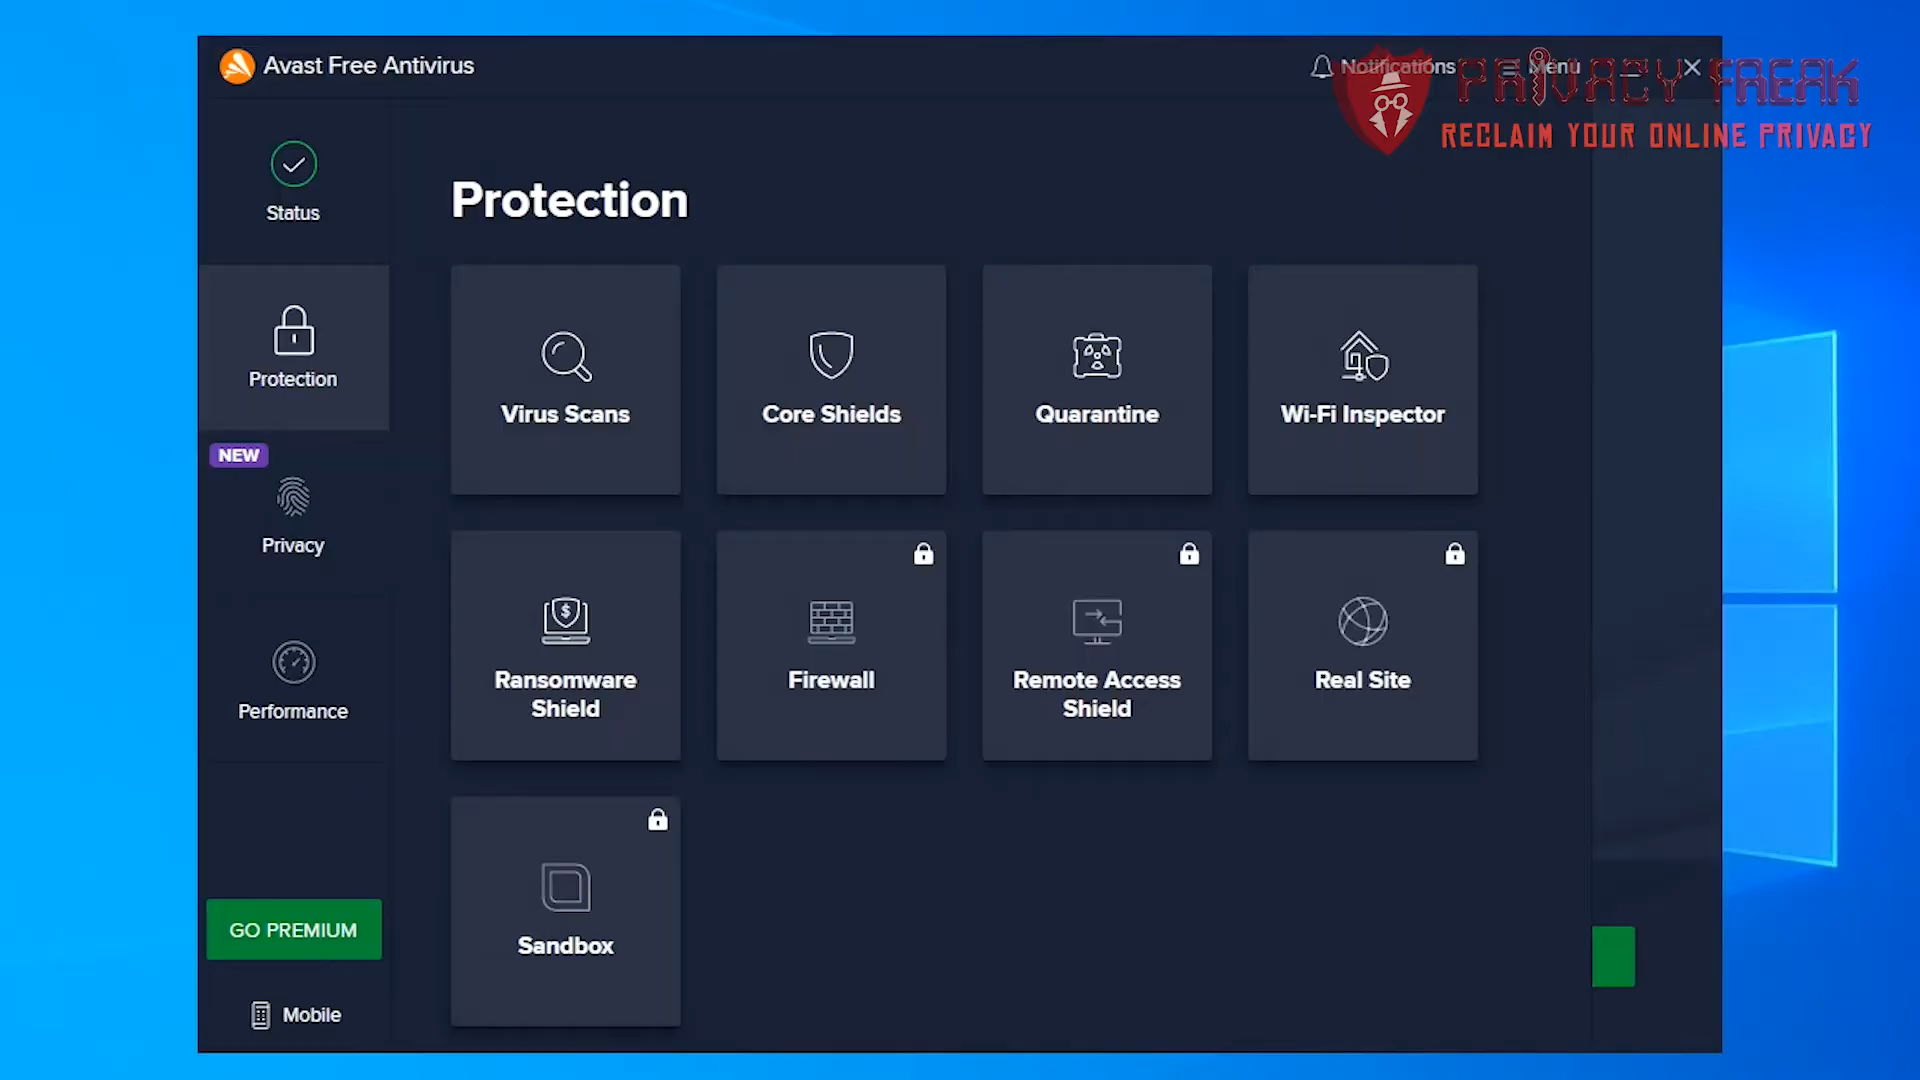 Avast Free Antivirus
Notifications
Menu
PRIVACY FREAK
RECLAIM YOUR ONLINE PRIVACY
Status
Protection
NEW
Privacy
Performance
GO PREMIUM
Mobile
Protection
Virus Scans
Core Shields
Quarantine
Wi-Fi Inspector
Ransomware
Shield
Firewall
Remote Access
Shield
Real Site
Sandbox